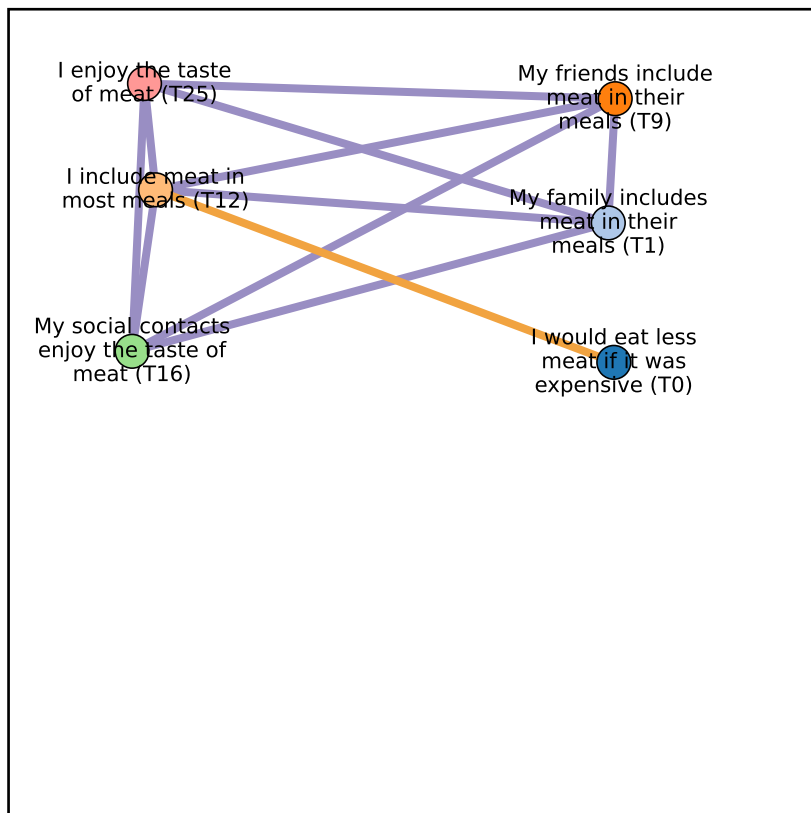 I enjoy the taste
of meat (T25)
My friends include
meat in their
meals (T9)
I include meat in
most meals (T12)
My family includes
meat in their
meals (T1)
My social contacts
enjoy the taste of
meat (T16)
I would eat less
meat if it was
expensive (T0)